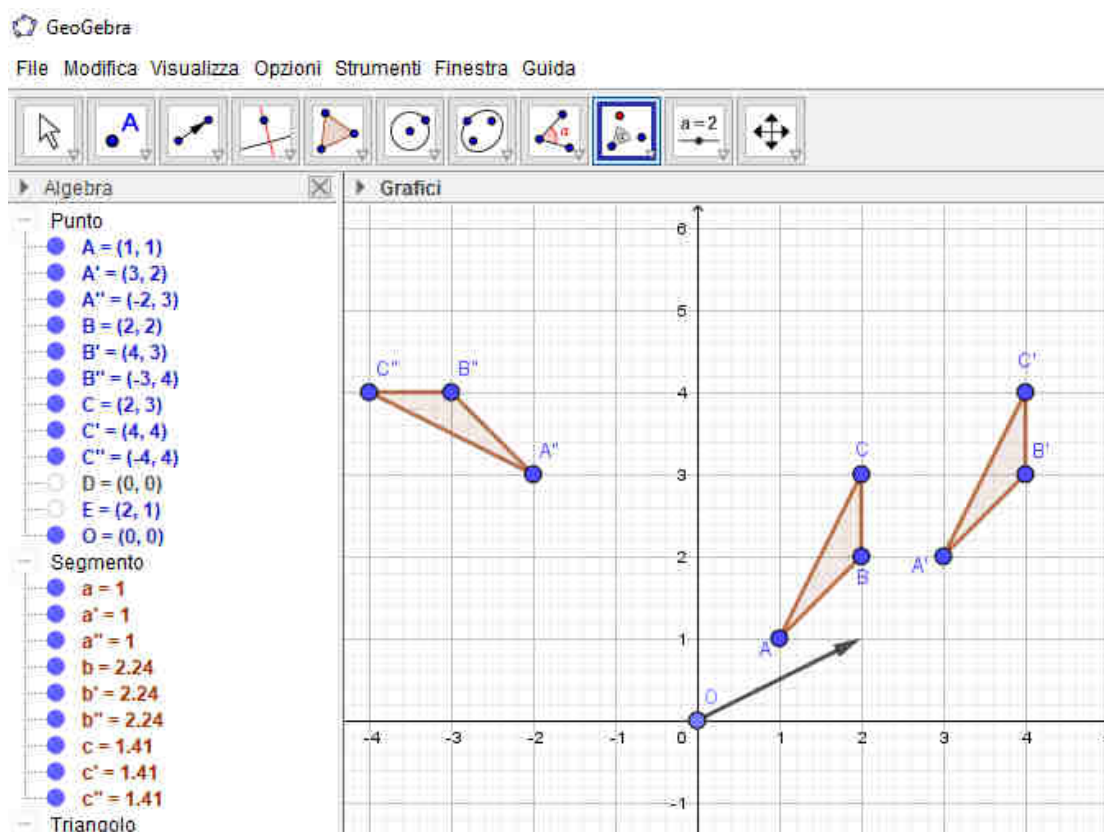 GeoGebra
File Modifica Visualizza Opzioni Strumenti Finestra Guida
A
α
a=2
Algebra
Grafici
Punto
A = (1, 1)
A' = (3, 2)
A'' = (-2, 3)
B = (2, 2)
B' = (4, 3)
B'' = (-3, 4)
C = (2, 3)
C' = (4, 4)
C'' = (-4, 4)
D = (0, 0)
E = (2, 1)
O = (0, 0)
Segmento
a = 1
a' = 1
a'' = 1
b = 2.24
b' = 2.24
b'' = 2.24
c = 1.41
c' = 1.41
c'' = 1.41
Triangolo
6
5
C'' B'' 4 C'
A'' 3 C B'
2 B A'
1 A
O
-4 -3 -2 -1 0 1 2 3 4
-1